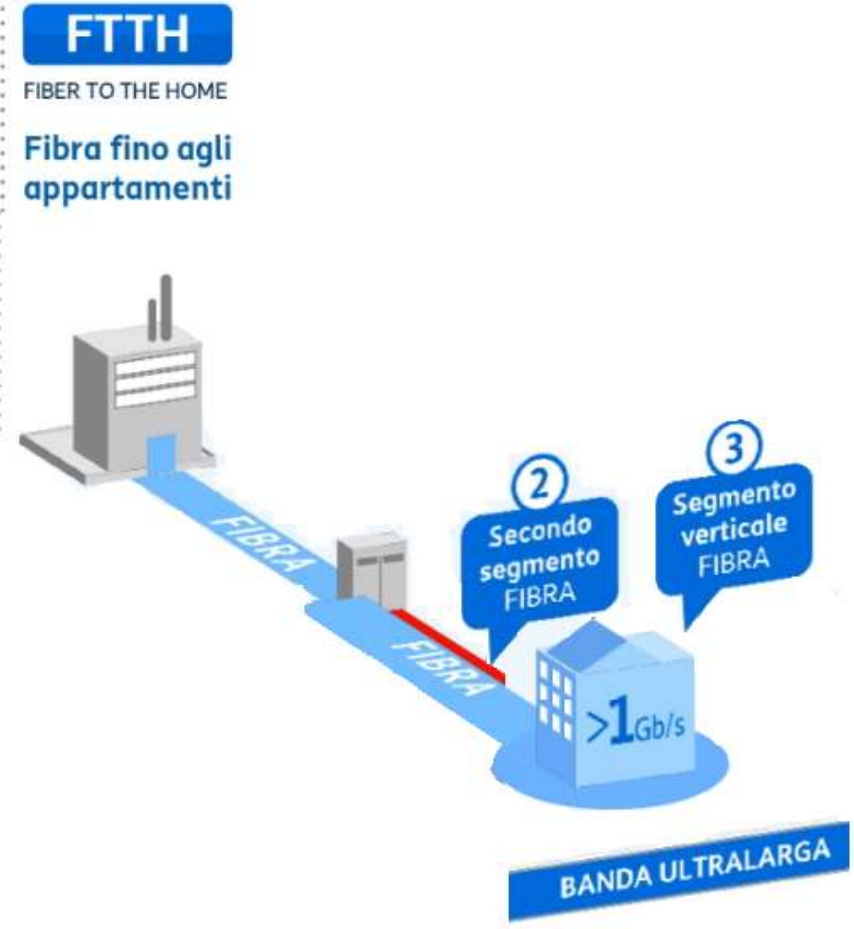 FTTH
FIBER TO THE HOME
Fibra fino agli
appartamenti
FIBRA
FIBRA
2
Secondo
segmento
FIBRA
3
Segmento
verticale
FIBRA
>1Gb/s
BANDA ULTRALARGA